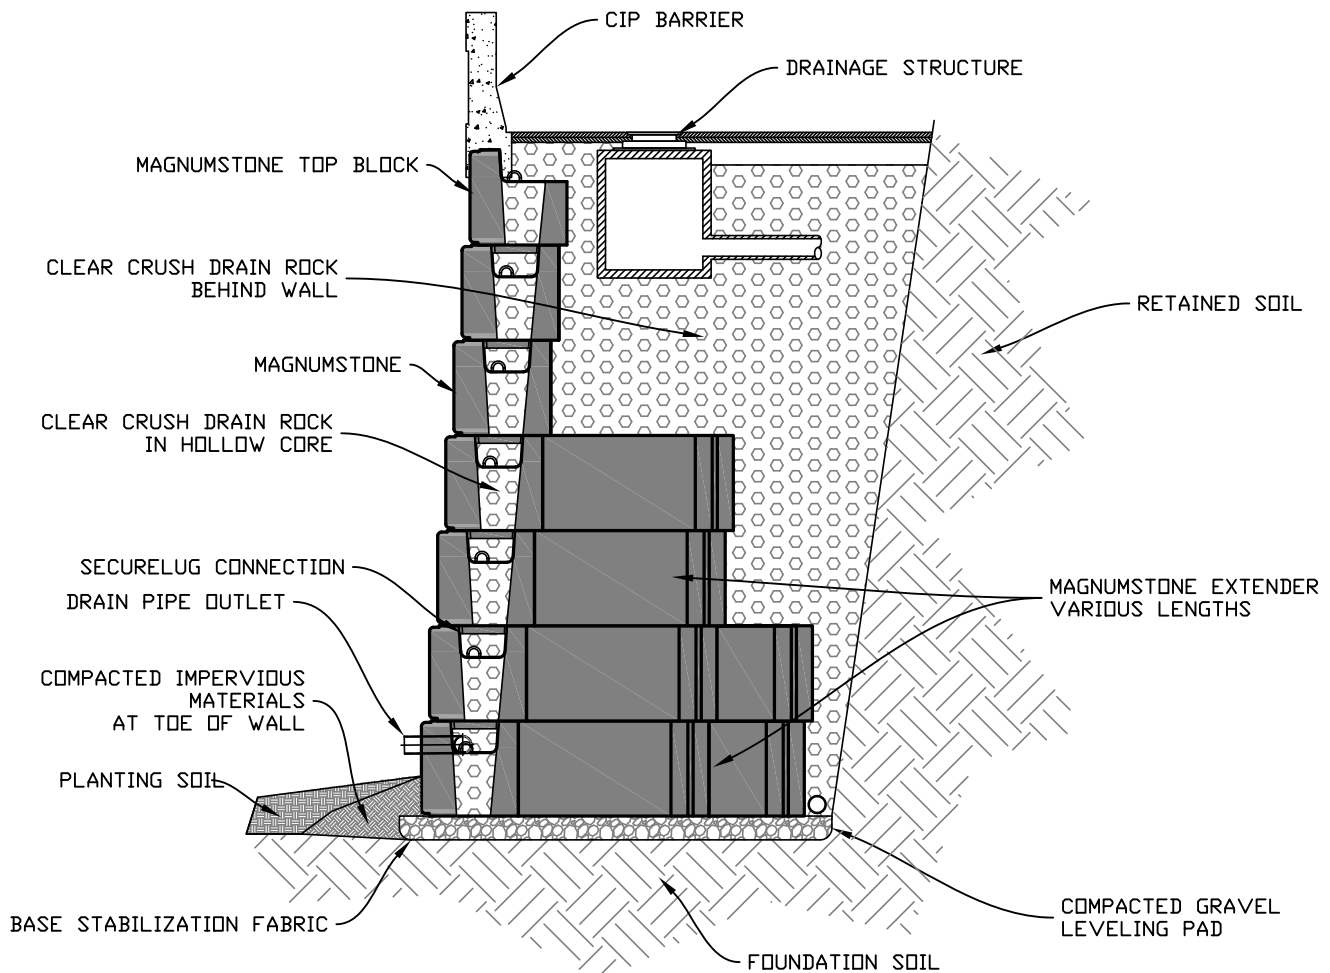 CIP BARRIER
DRAINAGE STRUCTURE
MAGNUMSTONE TOP BLOCK
CLEAR CRUSH DRAIN ROCK
BEHIND WALL
RETAINED SOIL
MAGNUMSTONE
CLEAR CRUSH DRAIN ROCK
IN HOLLOW CORE
SECURELUG CONNECTION
DRAIN PIPE OUTLET
MAGNUMSTONE EXTENDER
VARIOUS LENGTHS
COMPACTED IMPERVIOUS
MATERIALS
AT TOE OF WALL
PLANTING SOIL
BASE STABILIZATION FABRIC
COMPACTED GRAVEL
LEVELING PAD
FOUNDATION SOIL